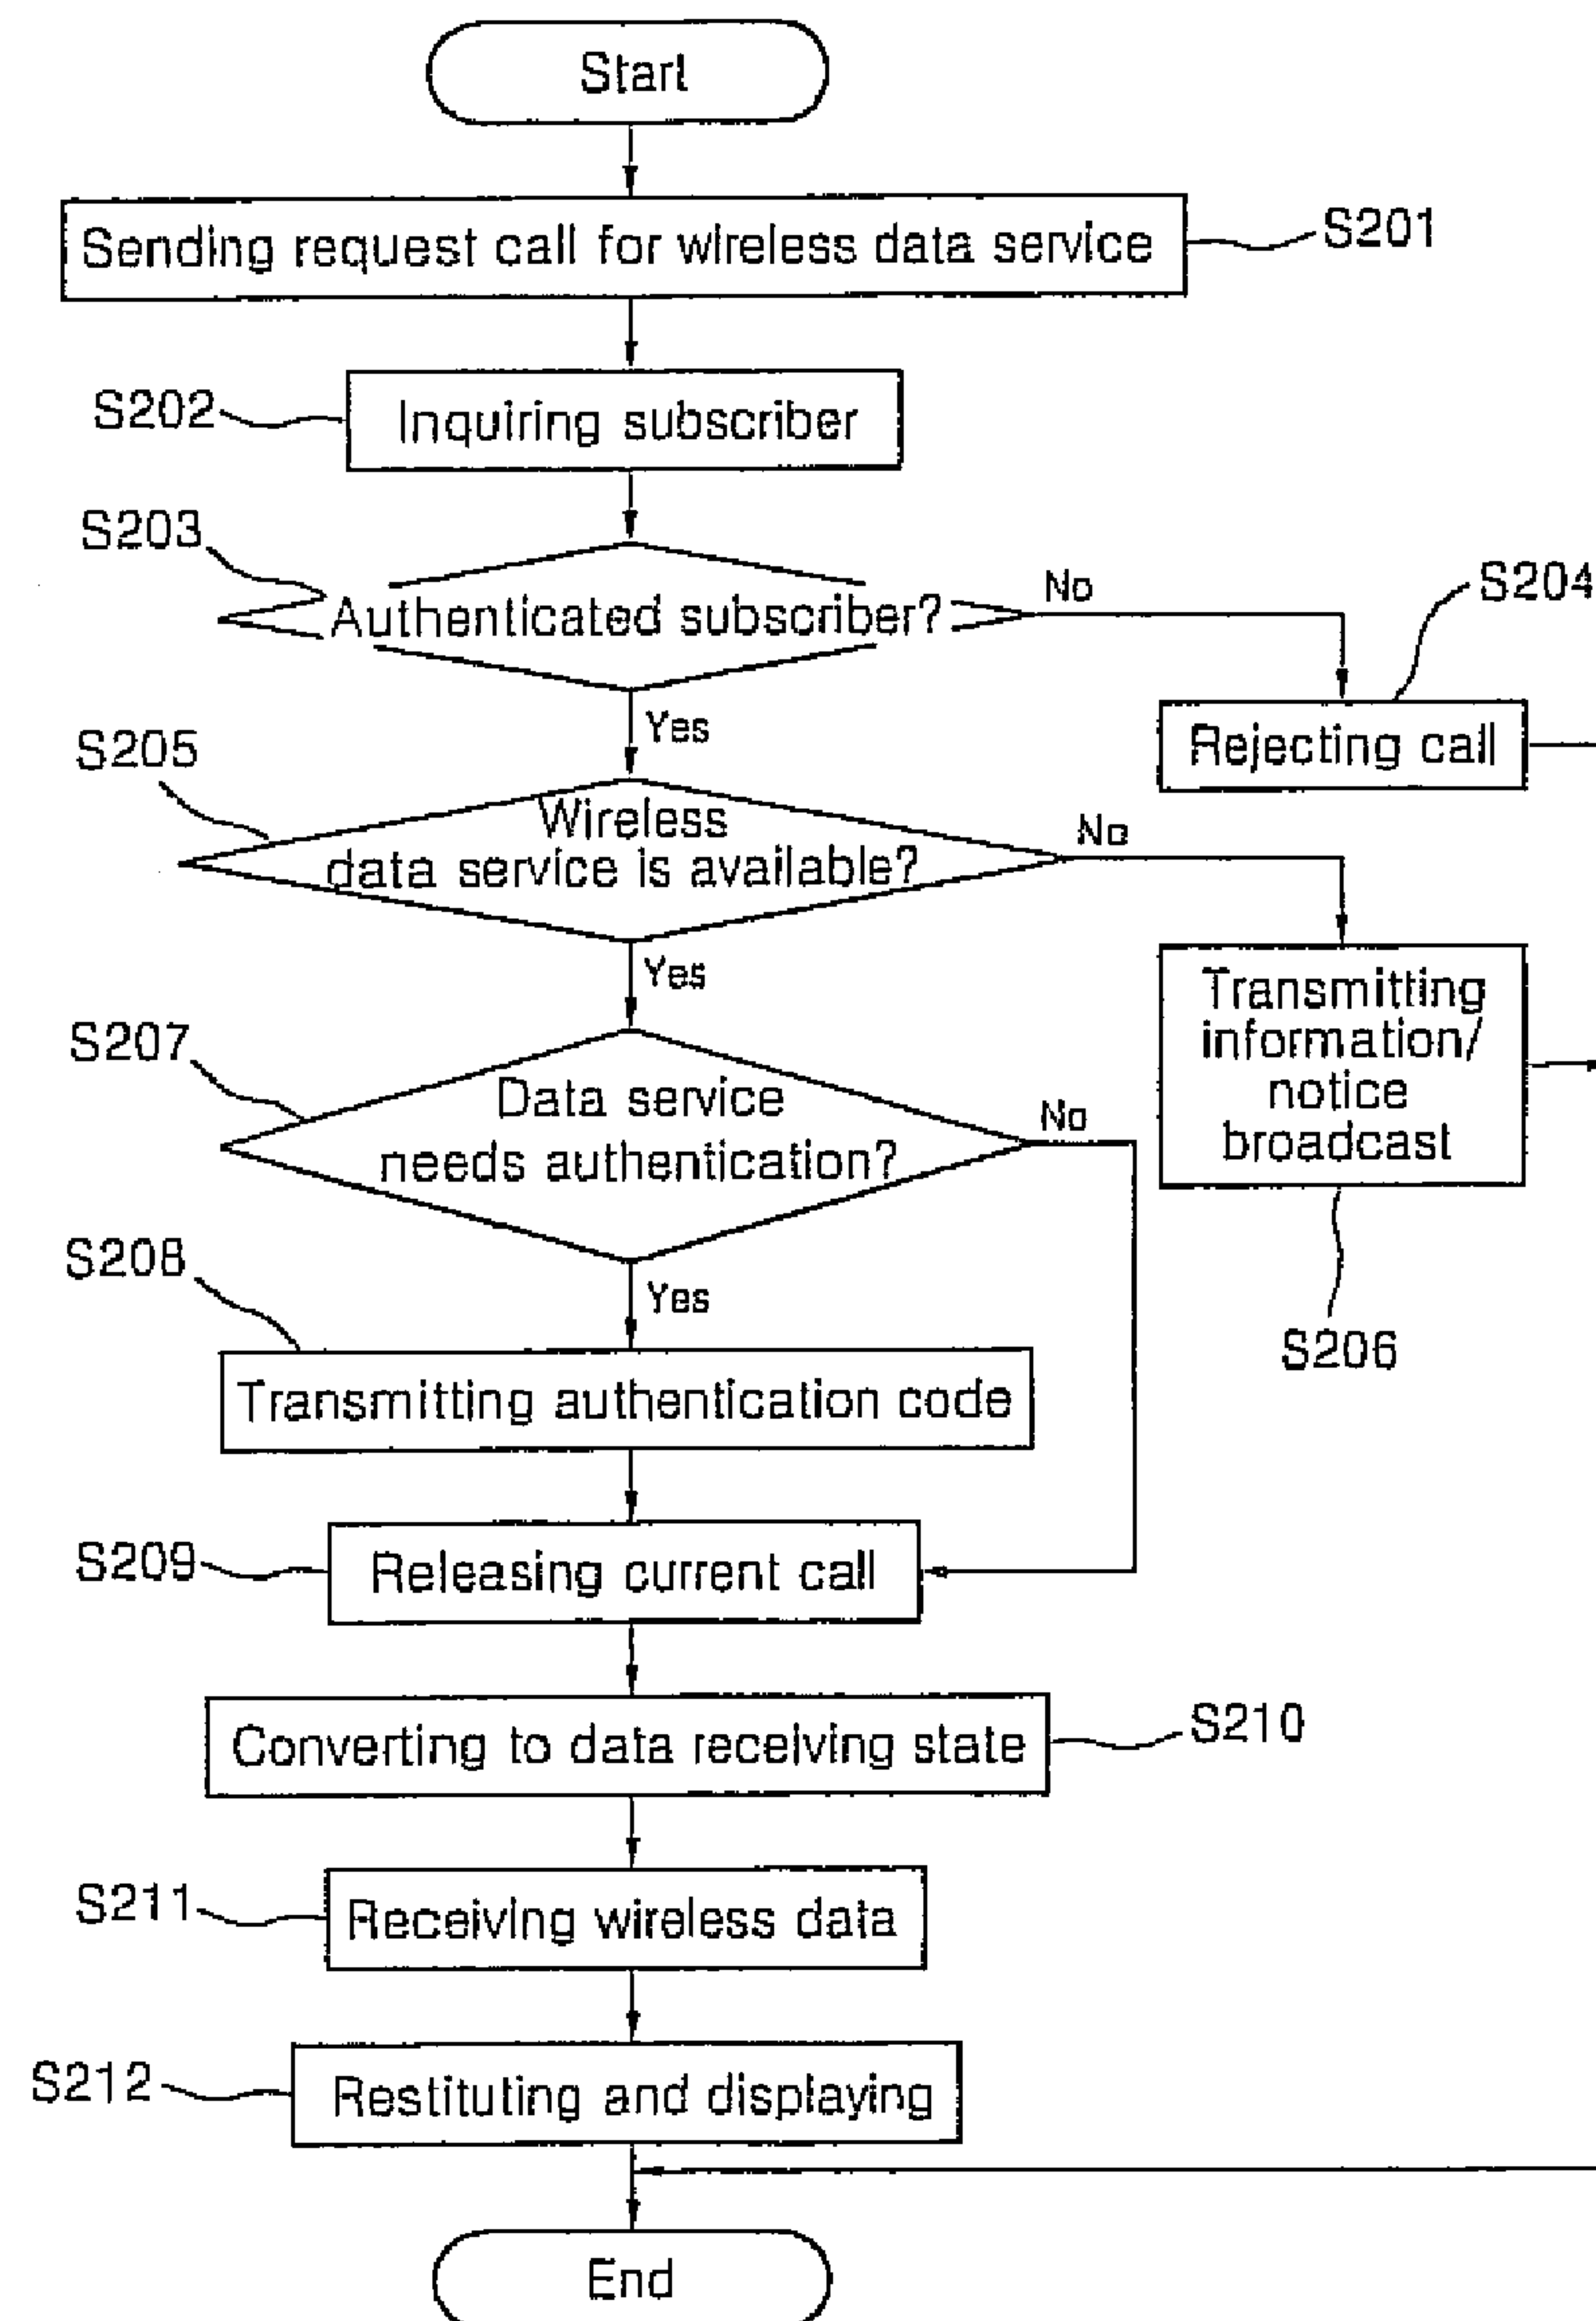 Start
Sending request call for wireless data service
S201
S202
Inquiring subscriber
S203
Authenticated subscriber?
No
S204
Yes
Rejecting call
S205
Wireless
data service is available?
No
Yes
Transmitting
information/
notice
broadcast
S206
S207
Data service
needs authentication?
No
Yes
S208
Transmitting authentication code
S209
Releasing current call
Converting to data receiving state
S210
S211
Receiving wireless data
S212
Restituting and displaying
End